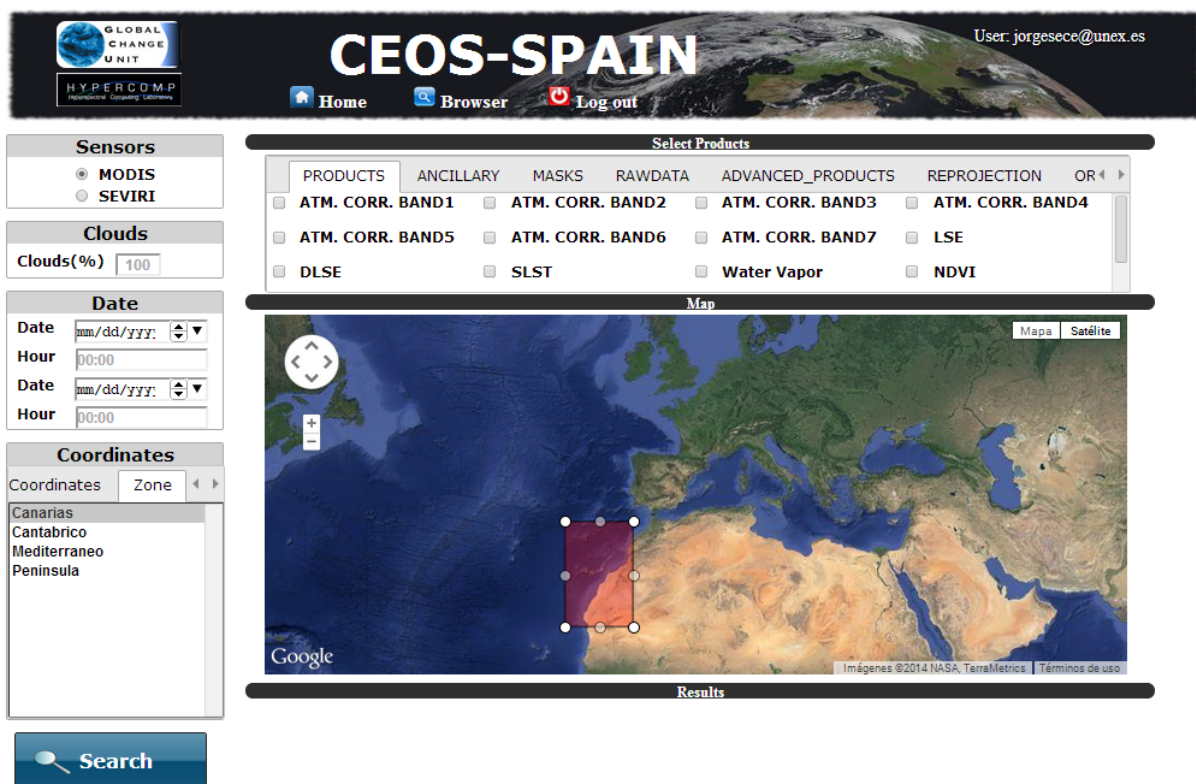 GLOBAL
CHANGE
UNIT
HYPERCOMP
Hyperspectral Computing Laboratory
CEOS-SPAIN
User: jorgesece@unex.es
Home Browser Log out
Sensors
MODIS
SEVIRI
Clouds
Clouds(%) 100
Date
Date mm/dd/yyy
Hour 00:00
Date mm/dd/yyy
Hour 00:00
Coordinates
Coordinates Zone
Canarias
Cantabrico
Mediterraneo
Peninsula
Search
Select Products
PRODUCTS ANCILLARY MASKS RAWDATA ADVANCED_PRODUCTS REPROJECTION OR
ATM. CORR. BAND1 ATM. CORR. BAND2 ATM. CORR. BAND3 ATM. CORR. BAND4
ATM. CORR. BAND5 ATM. CORR. BAND6 ATM. CORR. BAND7 LSE
DLSE SLST Water Vapor NDVI
Map
Mapa Satélite
Google
Imágenes ©2014 NASA, TerraMetrics Términos de uso
Results